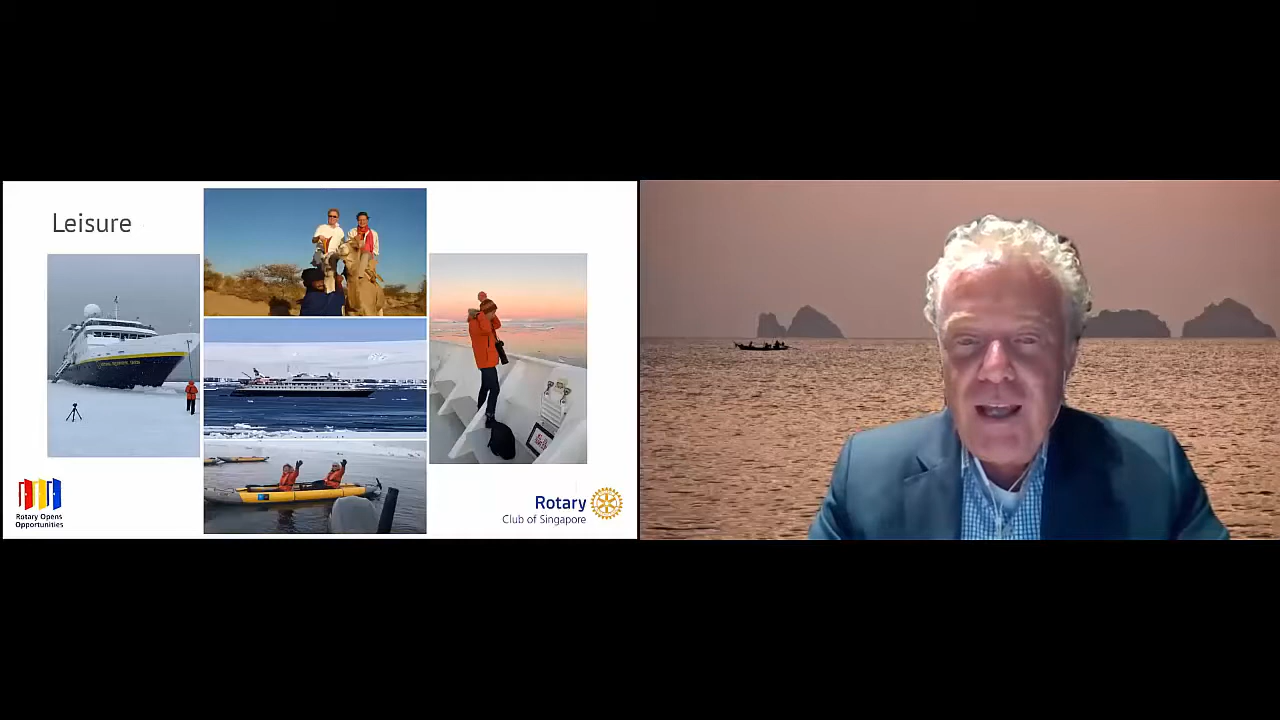 Leisure
Rotary Opens
Opportunities
Rotary
Club of Singapore